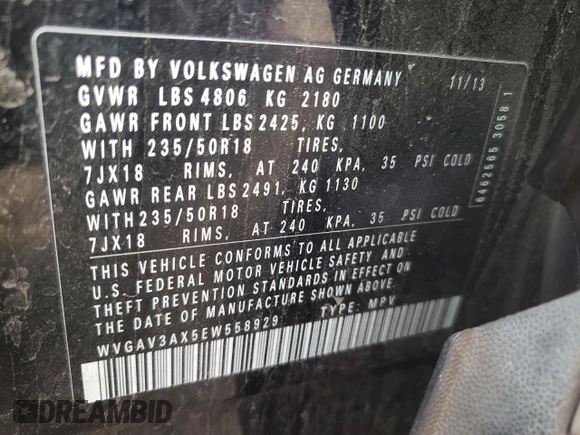 MFD BY VOLKSWAGEN AG GERMANY 11/13
GVWR LBS 4806 KG 2180
GAWR FRONT LBS 2425, KG 1100
WITH 235/50R18 TIRES,
7JX18 RIMS, AT 240 KPA, 35 PSI COLD
GAWR REAR LBS 2491, KG 1130
WITH 235/50R18 TIRES,
7JX18 RIMS, AT 240 KPA, 35 PSI COLD
THIS VEHICLE CONFORMS TO ALL APPLICABLE
U.S. FEDERAL MOTOR VEHICLE SAFETY AND
THEFT PREVENTION STANDARDS IN EFFECT ON
THE DATE OF MANUFACTURE SHOWN ABOVE.
WVGAV3AX5EW558929 TYPE: MPV
6462565 3058 1
DREAMBID